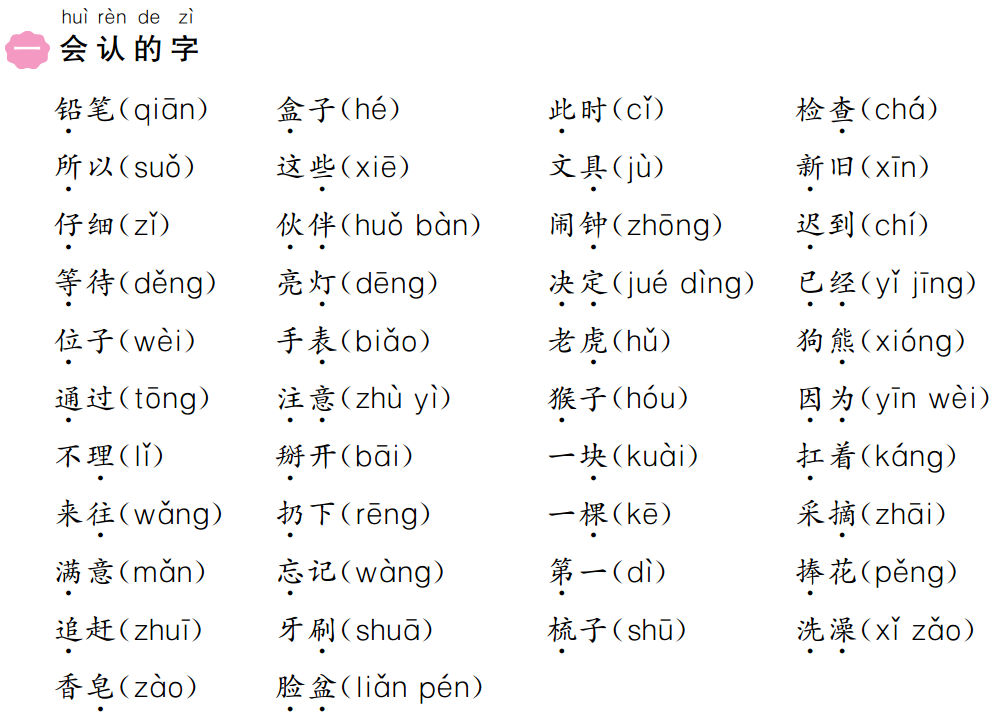 huì rèn de zì
一 会认的字
铅笔(qiān) 盒子(hé) 此时(cǐ) 检查(chá)
所以(suǒ) 这些(xiē) 文具(jù) 新旧(xīn)
仔细(zǐ) 伙伴(huǒ bàn) 闹钟(zhōng) 迟到(chí)
等待(děng) 亮灯(dēng) 决定(jué dìng) 已经(yǐ jīng)
位子(wèi) 手表(biǎo) 老虎(hǔ) 狗熊(xióng)
通过(tōng) 注意(zhù yì) 猴子(hóu) 因为(yīn wèi)
不理(lǐ) 掰开(bāi) 一块(kuài) 扛着(káng)
来往(wǎng) 扔下(rēng) 一棵(kē) 采摘(zhāi)
满意(mǎn) 忘记(wàng) 第一(dì) 捧花(pěng)
追赶(zhuī) 牙刷(shuā) 梳子(shū) 洗澡(xǐ zǎo)
香皂(zào) 脸盆(liǎn pén)